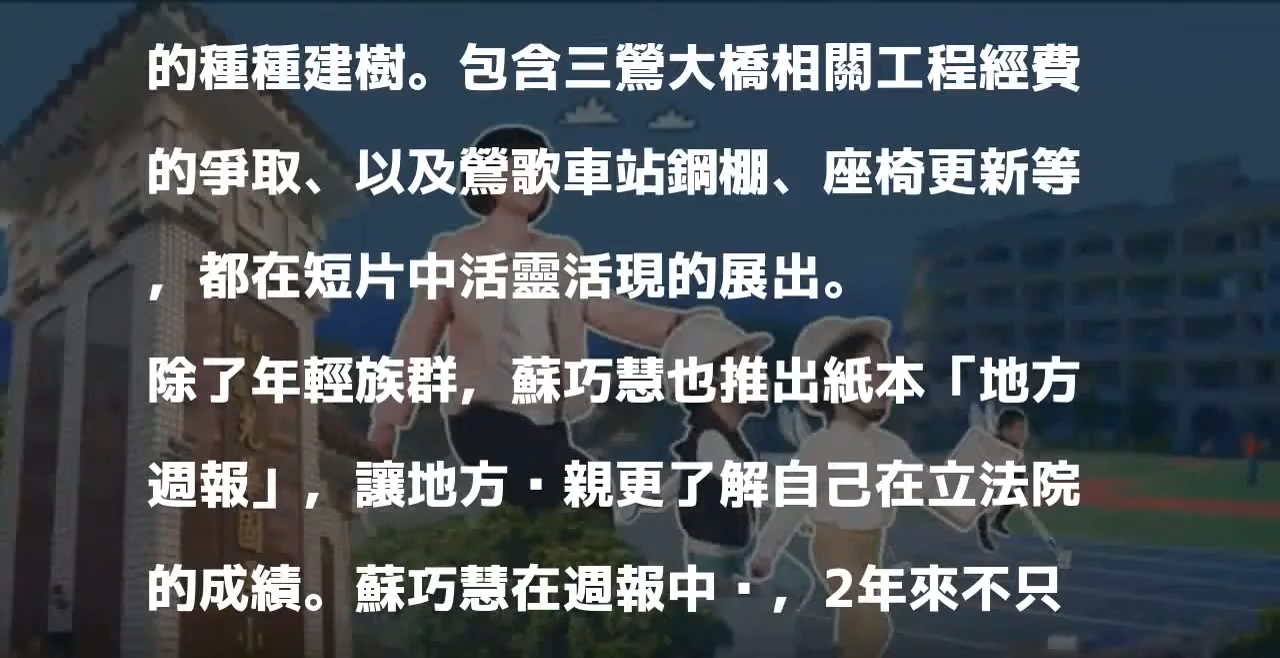 的種種建樹。包含三鶯大橋相關工程經費
的爭取、以及鶯歌車站鋼棚、座椅更新等
，都在短片中活靈活現的展出。
除了年輕族群，蘇巧慧也推出紙本「地方
週報」，讓地方▪親更了解自己在立法院
的成績。蘇巧慧在週報中▪，2年來不只